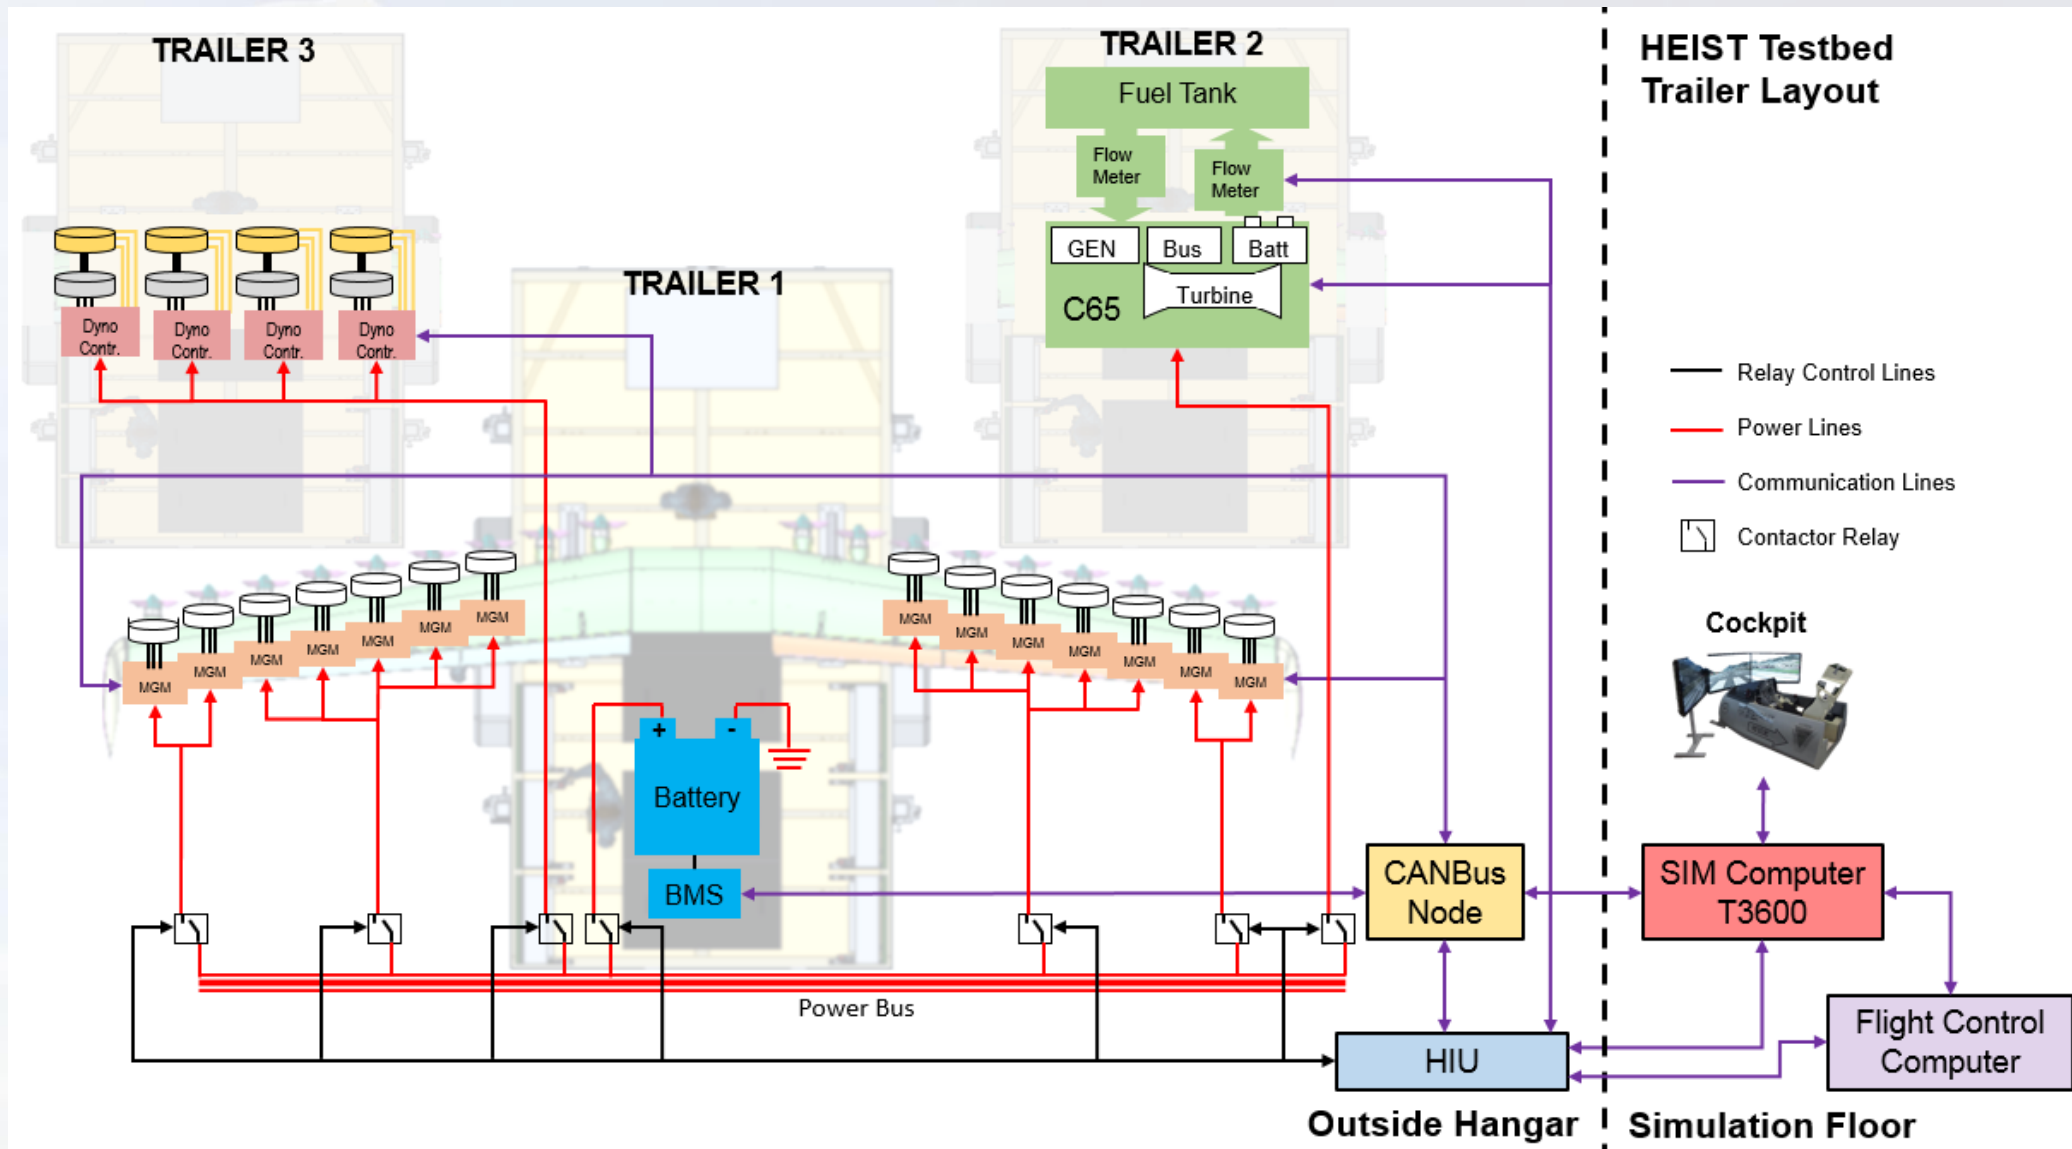 TRAILER 3
TRAILER 2
HEIST Testbed
Trailer Layout
Fuel Tank
Flow
Meter
Flow
Meter
GEN
Bus
Batt
Turbine
C65
TRAILER 1
Dyno
Contr.
Dyno
Contr.
Dyno
Contr.
Dyno
Contr.
Relay Control Lines
Power Lines
Communication Lines
Contactor Relay
Cockpit
MGM
MGM
MGM
MGM
MGM
MGM
MGM
MGM
MGM
MGM
MGM
MGM
MGM
MGM
+
-
Battery
BMS
CANBus
Node
SIM Computer
T3600
Power Bus
HIU
Flight Control
Computer
Outside Hangar
Simulation Floor